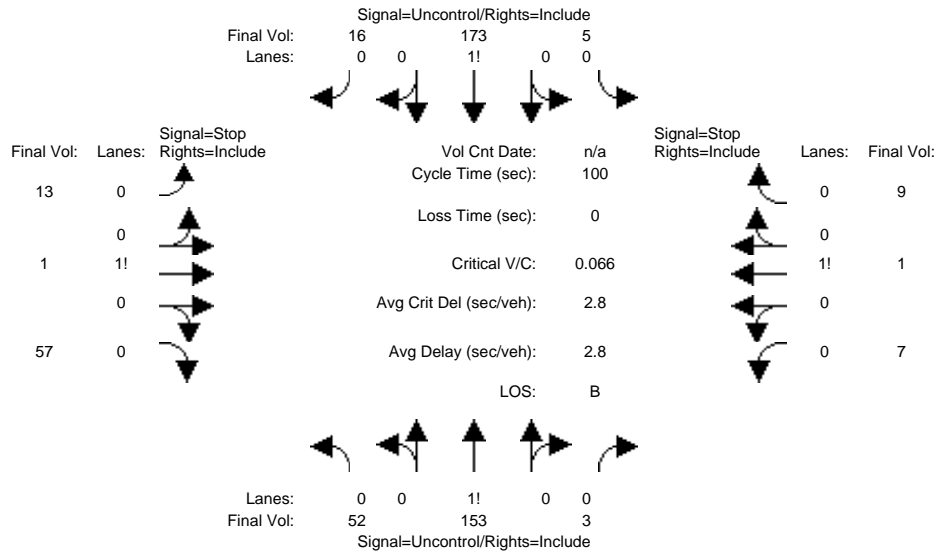 Signal=Uncontrol/Rights=Include
Final Vol: 16 173 5
Lanes: 0 0 1! 0 0
Signal=Stop
Final Vol: Lanes: Rights=Include
Vol Cnt Date: n/a
Signal=Stop
Rights=Include Lanes: Final Vol:
Cycle Time (sec): 100
13 0
0 9
Loss Time (sec): 0
0
0
1 1!
Critical V/C: 0.066
1! 1
0
Avg Crit Del (sec/veh): 2.8
0
57 0
Avg Delay (sec/veh): 2.8
0 7
LOS: B
Lanes: 0 0 1! 0 0
Final Vol: 52 153 3
Signal=Uncontrol/Rights=Include